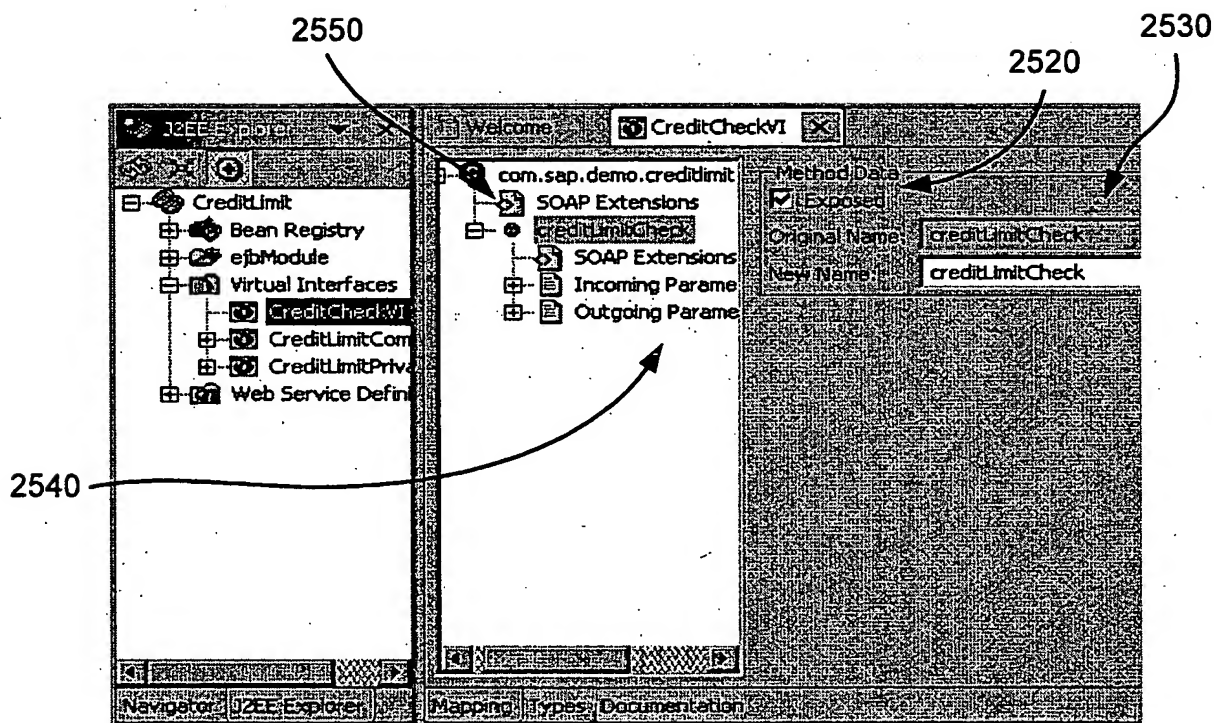 2550
2530
2520
J2EE Explorer
Welcome
CreditCheckVI
CreditLimit
Bean Registry
ejbModule
Virtual Interfaces
CreditCheckVI
CreditLimitCom
CreditLimitPriva
Web Service Defini
com.sap.demo.creditlimit
SOAP Extensions
creditLimitCheck
SOAP Extensions
Incoming Parame
Outgoing Parame
Method Data
Exposed
Original Name: creditLimitCheck
New Name: creditLimitCheck
2540
Navigator J2EE Explorer
Mapping Types Documentation